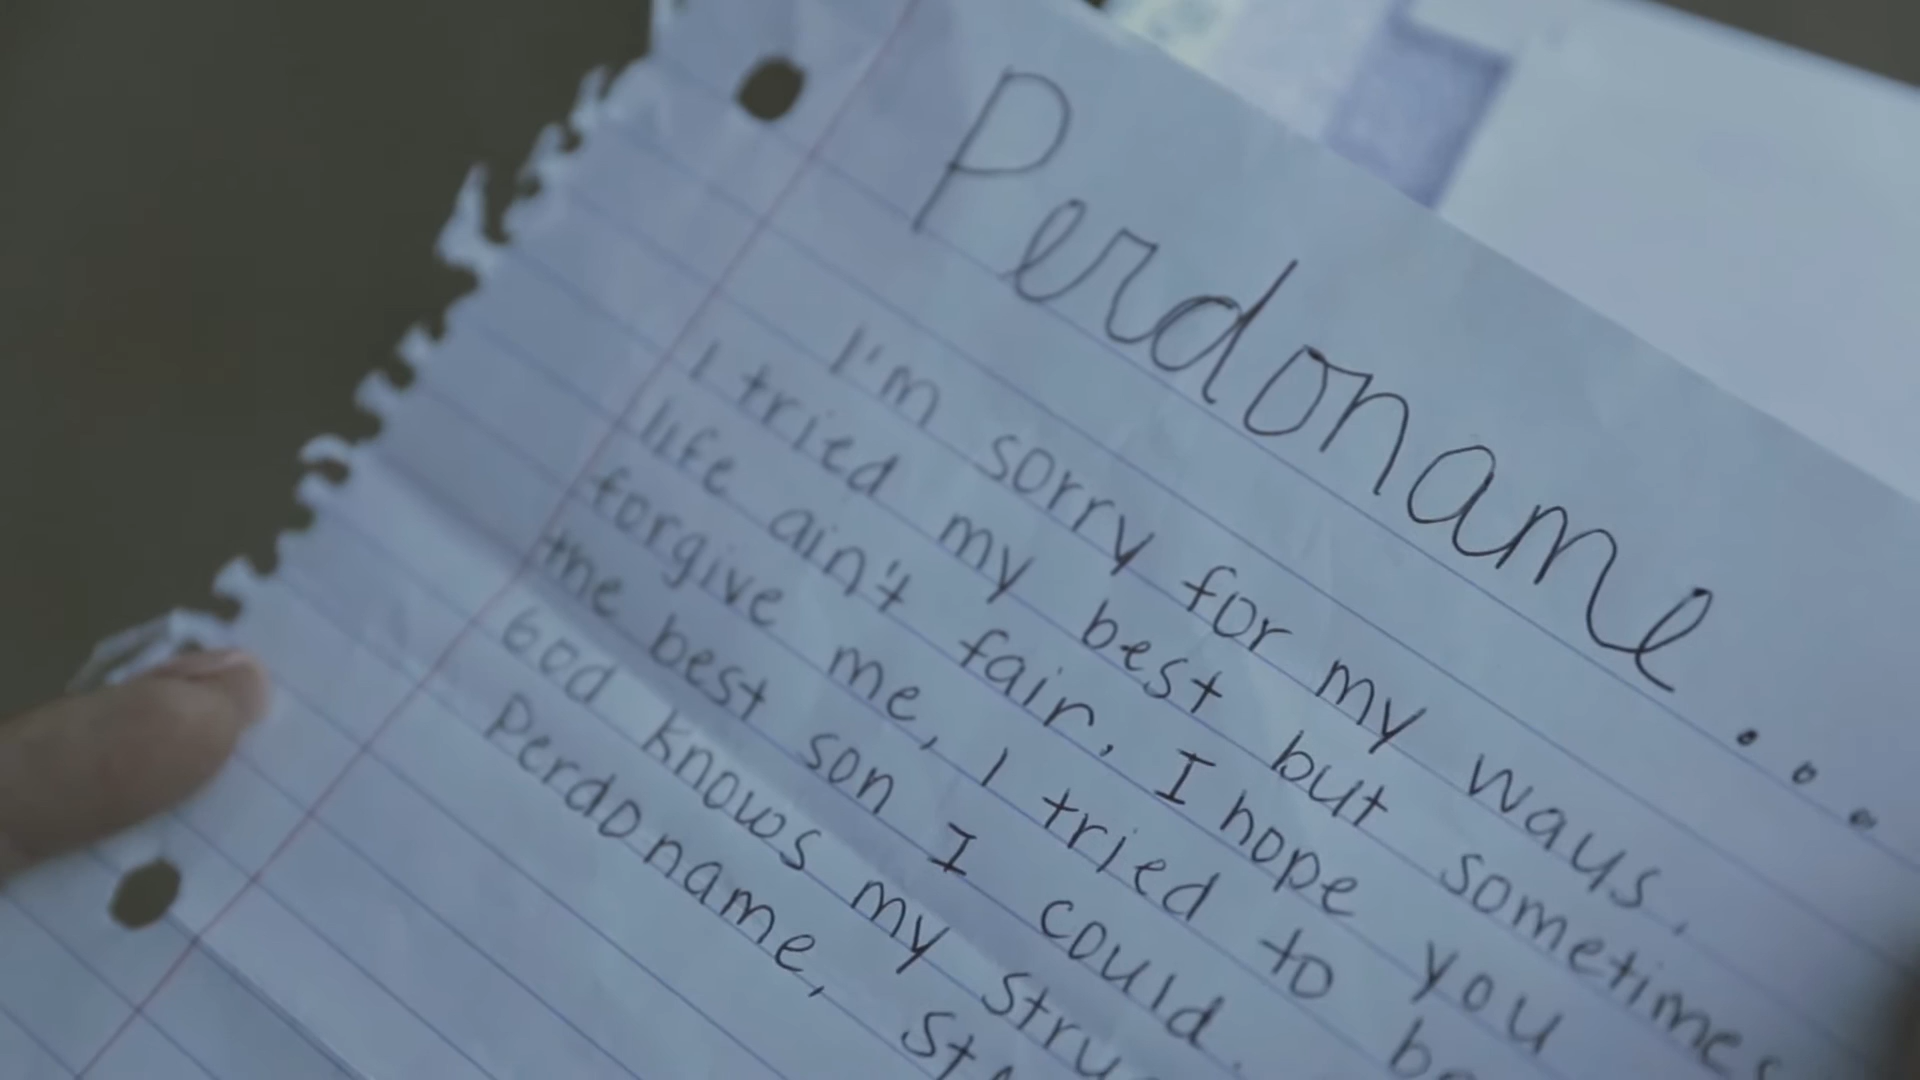 Perdoname...
I'm sorry for my ways.
I tried my best but sometimes
life ain't fair, I hope you
forgive me, I tried to
the best son I could.
God knows my
Perdoname,